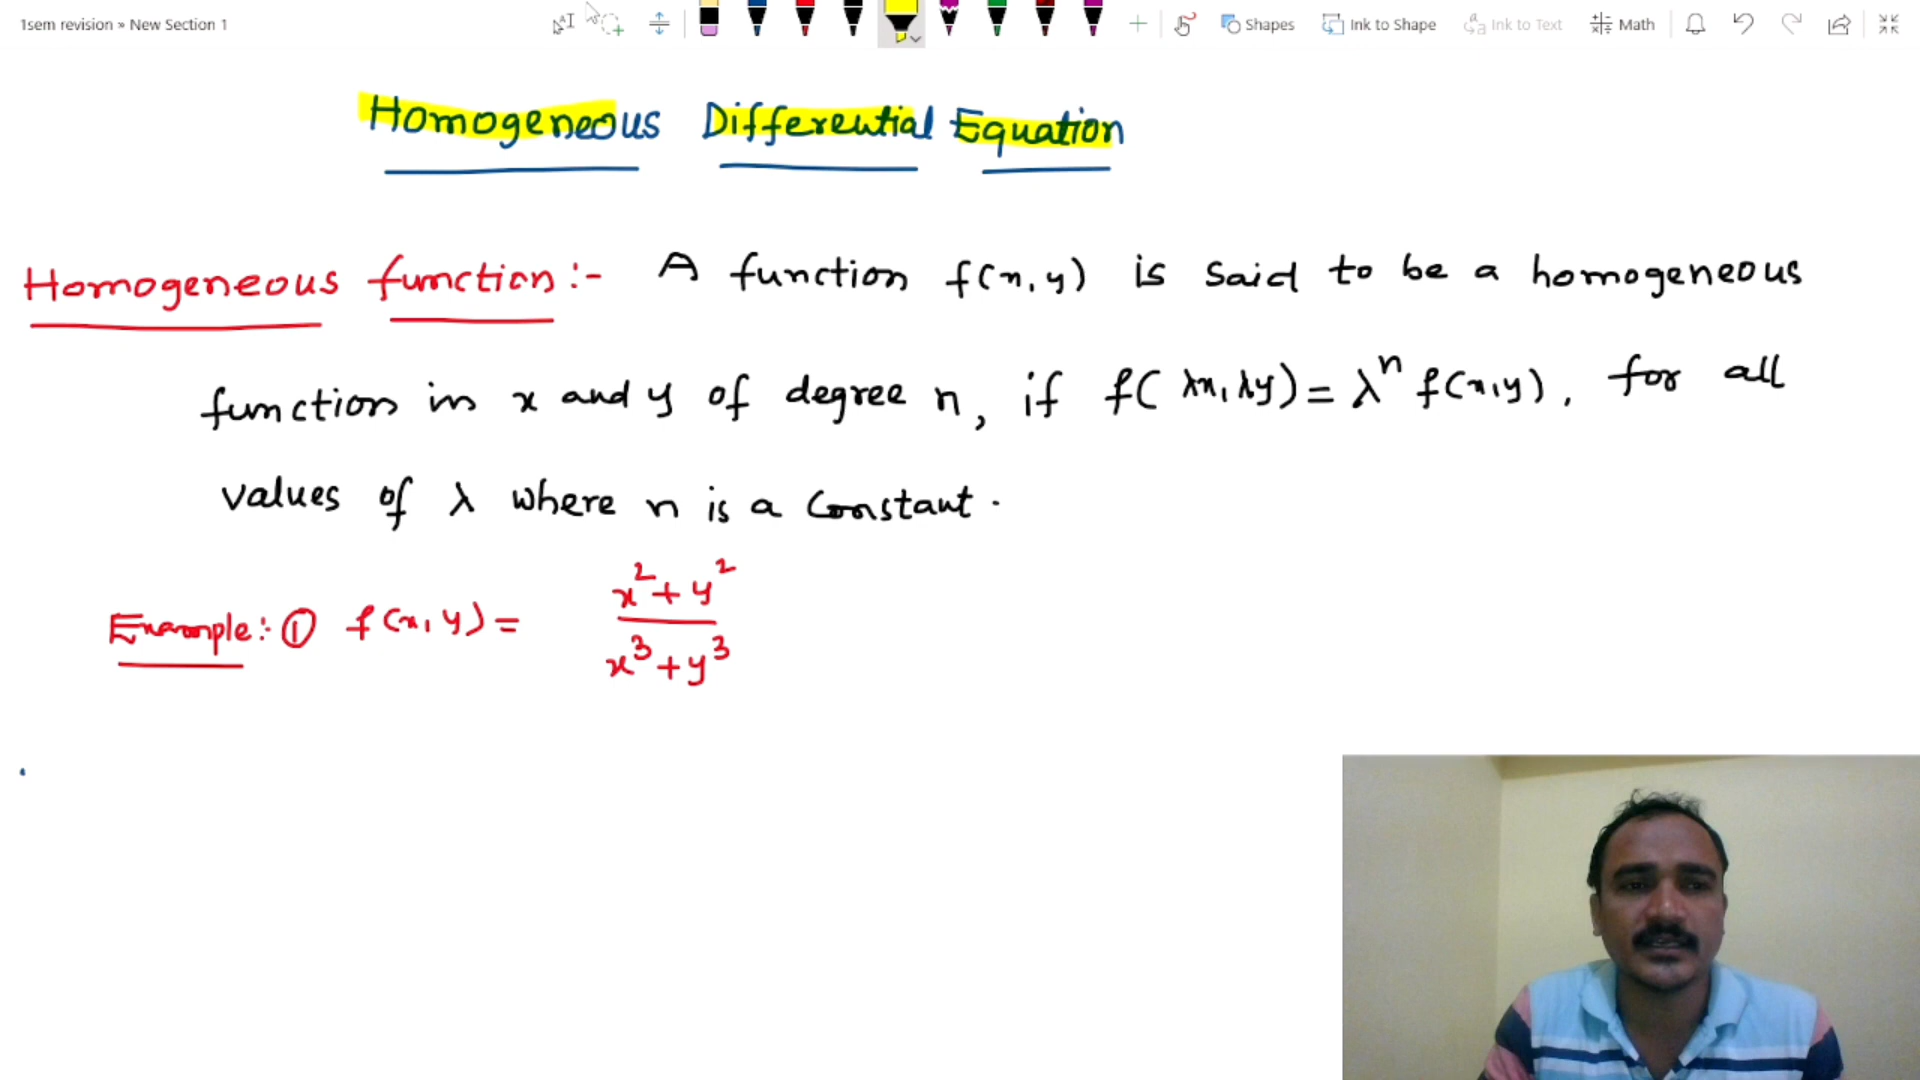 1sem revision » New Section 1
Shapes Ink to Shape Ink to Text Math
Homogeneous Differential Equation
Homogeneous function :- A function f(x, y) is said to be a homogeneous
function in x and y of degree n, if f(λx, λy) = λⁿ f(x, y), for all
values of λ where n is a constant.
Example: ① f(x, y) = x² + y²
x³ + y³